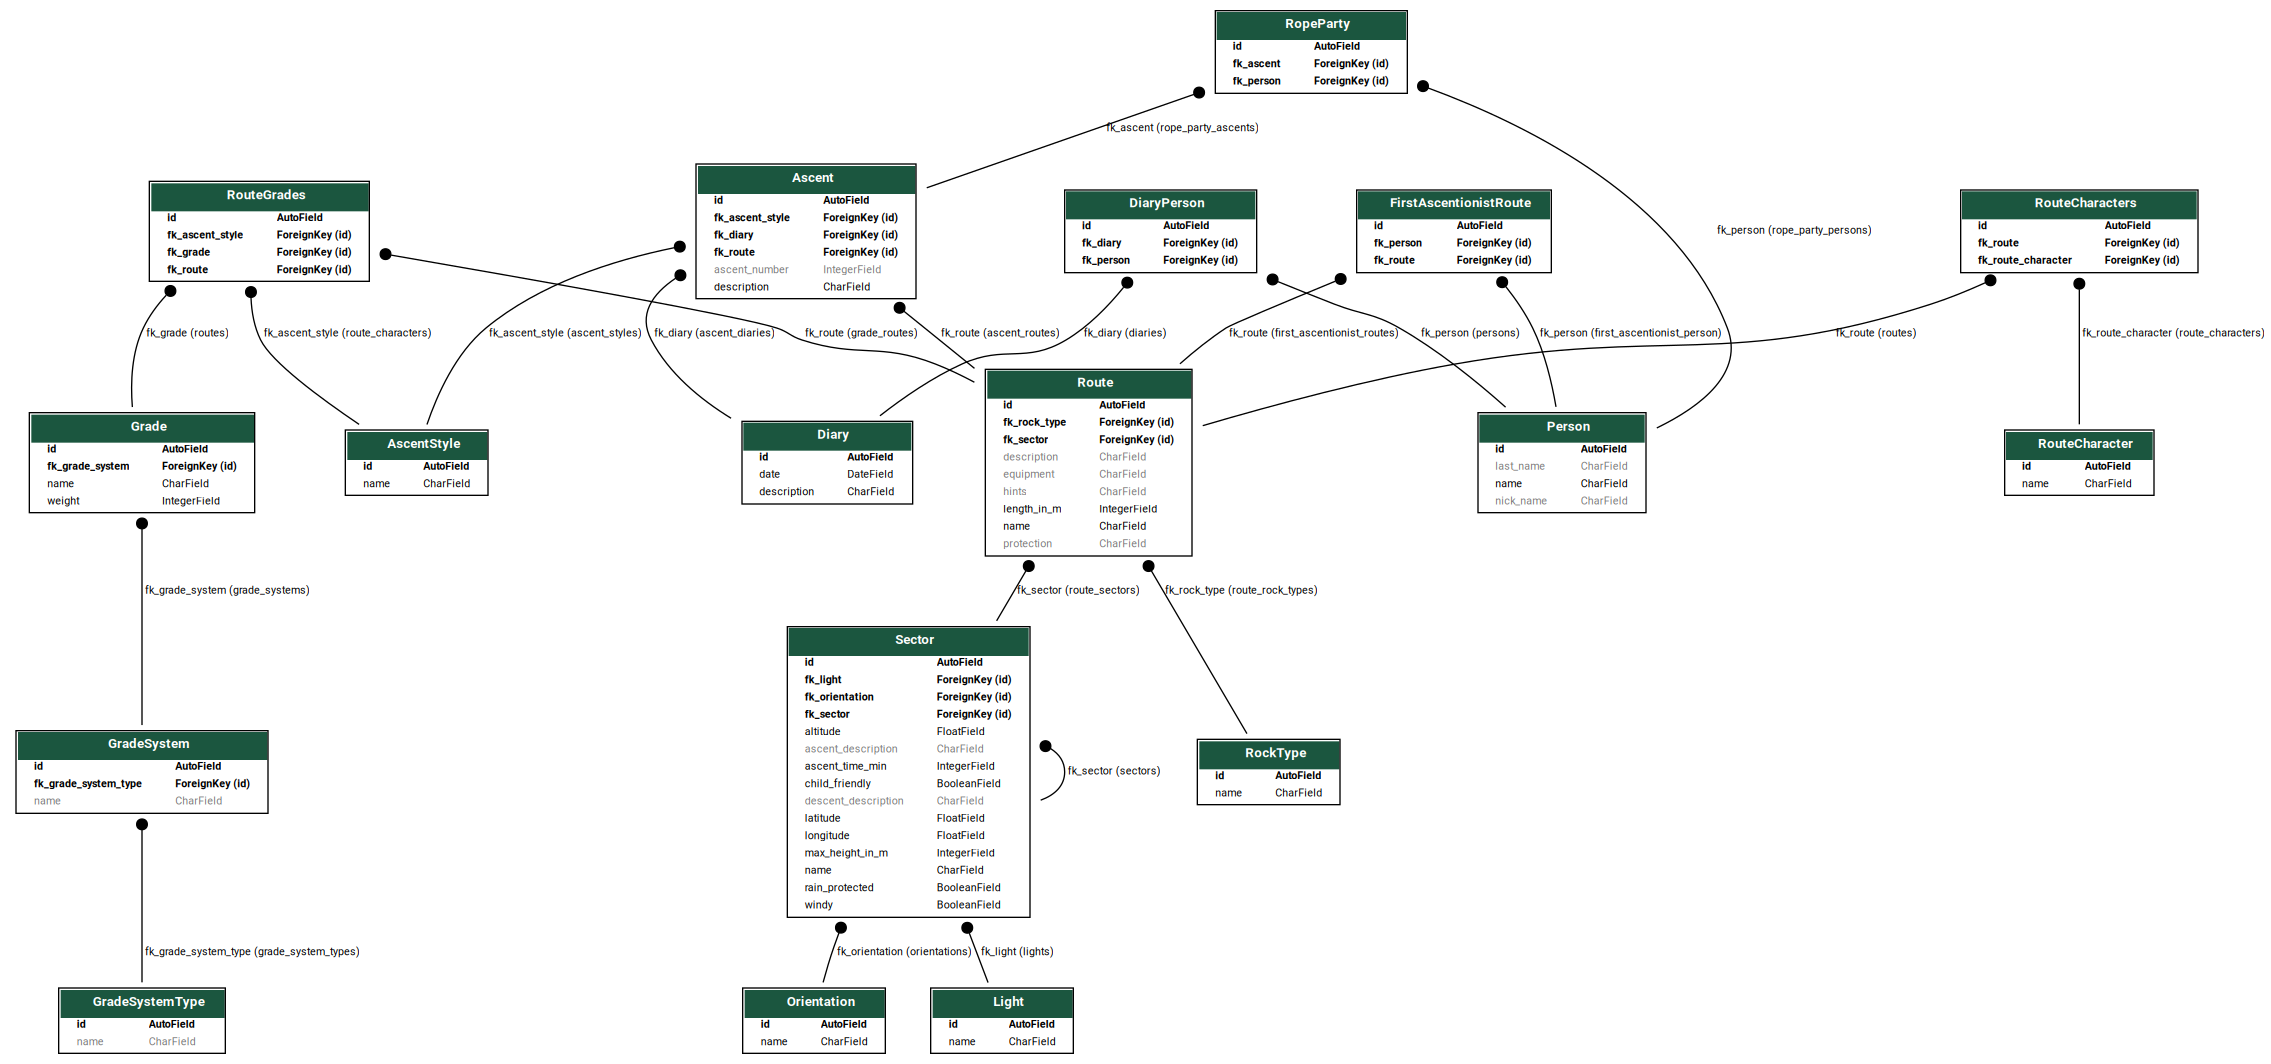 RopeParty
id AutoField
fk_ascent ForeignKey (id)
fk_person ForeignKey (id)
fk_ascent (rope_party_ascents)
fk_person (rope_party_persons)
RouteGrades
id AutoField
fk_ascent_style ForeignKey (id)
fk_grade ForeignKey (id)
fk_route ForeignKey (id)
Ascent
id AutoField
fk_ascent_style ForeignKey (id)
fk_diary ForeignKey (id)
fk_route ForeignKey (id)
ascent_number IntegerField
description CharField
DiaryPerson
id AutoField
fk_diary ForeignKey (id)
fk_person ForeignKey (id)
FirstAscentionistRoute
id AutoField
fk_person ForeignKey (id)
fk_route ForeignKey (id)
RouteCharacters
id AutoField
fk_route ForeignKey (id)
fk_route_character ForeignKey (id)
fk_grade (routes)
fk_ascent_style (route_characters)
fk_ascent_style (ascent_styles)
fk_diary (ascent_diaries)
fk_route (grade_routes)
fk_route (ascent_routes)
fk_diary (diaries)
fk_route (first_ascentionist_routes)
fk_person (persons)
fk_person (first_ascentionist_person)
fk_route (routes)
fk_route_character (route_characters)
Grade
id AutoField
fk_grade_system ForeignKey (id)
name CharField
weight IntegerField
AscentStyle
id AutoField
name CharField
Diary
id AutoField
date DateField
description CharField
Route
id AutoField
fk_rock_type ForeignKey (id)
fk_sector ForeignKey (id)
description CharField
equipment CharField
hints CharField
length_in_m IntegerField
name CharField
protection CharField
Person
id AutoField
last_name CharField
name CharField
nick_name CharField
RouteCharacter
id AutoField
name CharField
fk_grade_system (grade_systems)
fk_sector (route_sectors)
fk_rock_type (route_rock_types)
GradeSystem
id AutoField
fk_grade_system_type ForeignKey (id)
name CharField
Sector
id AutoField
fk_light ForeignKey (id)
fk_orientation ForeignKey (id)
fk_sector ForeignKey (id)
altitude FloatField
ascent_description CharField
ascent_time_min IntegerField
child_friendly BooleanField
descent_description CharField
latitude FloatField
longitude FloatField
max_height_in_m IntegerField
name CharField
rain_protected BooleanField
windy BooleanField
fk_sector (sectors)
RockType
id AutoField
name CharField
fk_grade_system_type (grade_system_types)
fk_orientation (orientations)
fk_light (lights)
GradeSystemType
id AutoField
name CharField
Orientation
id AutoField
name CharField
Light
id AutoField
name CharField